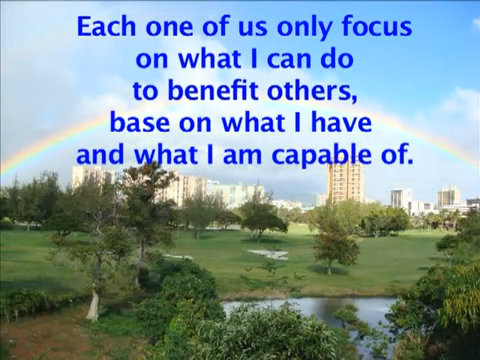 Each one of us only focus
on what I can do
to benefit others,
base on what I have
and what I am capable of.